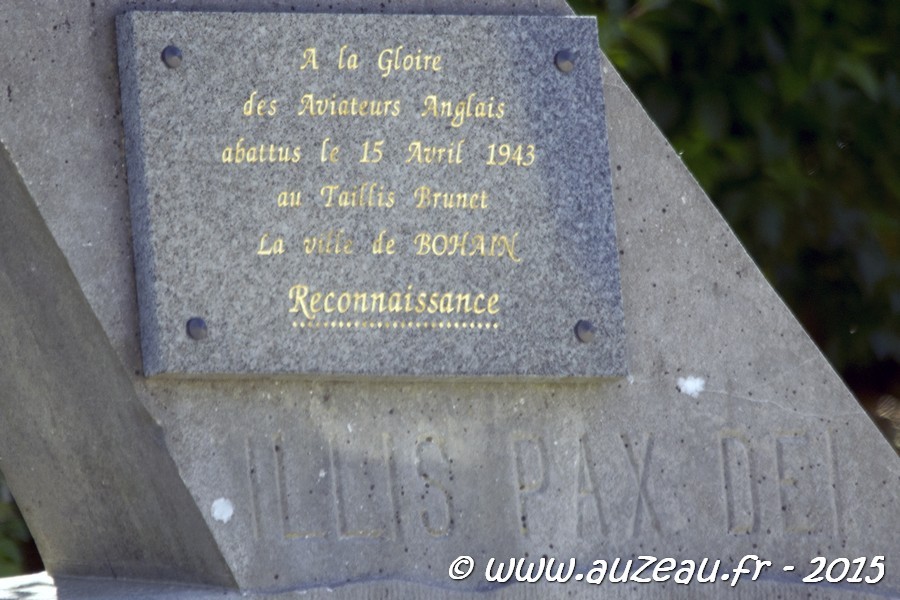 A la Gloire
des Aviateurs Anglais
abattus le 15 Avril 1943
au Taillis Brunet
La ville de BOHAIN
Reconnaissance
ILLIS PAX DEI
© www.auzeau.fr - 2015